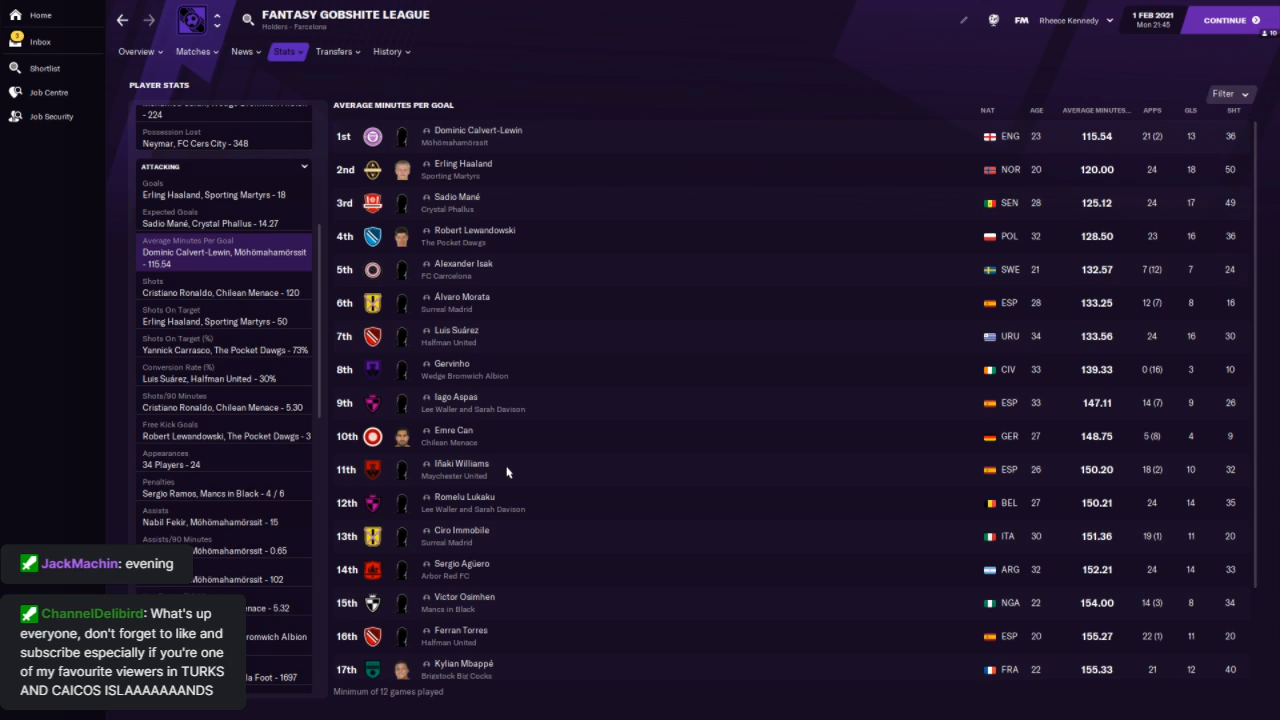 Home
Inbox
3
Shortlist
Job Centre
Job Security
FANTASY GOBSHITE LEAGUE
Holders - Farcelona
FM
Rheece Kennedy
1 FEB 2021
Mon 21:45
CONTINUE
10
Overview
Matches
News
Stats
Transfers
History
PLAYER STATS
- 224
Possession Lost
Neymar, FC Cers City - 348
ATTACKING
Goals
Erling Haaland, Sporting Martyrs - 18
Expected Goals
Sadio Mané, Crystal Phallus - 14.27
Average Minutes Per Goal
Dominic Calvert-Lewin, Möhömahamörssit
- 115.54
Shots
Cristiano Ronaldo, Chilean Menace - 120
Shots On Target
Erling Haaland, Sporting Martyrs - 50
Shots On Target (%)
Yannick Carrasco, The Pocket Dawgs - 73%
Conversion Rate (%)
Luis Suárez, Halfman United - 30%
Shots/90 Minutes
Cristiano Ronaldo, Chilean Menace - 5.30
Free Kick Goals
Robert Lewandowski, The Pocket Dawgs - 3
Appearances
34 Players - 24
Penalties
Sergio Ramos, Mancs in Black - 4 / 6
Assists
Nabil Fekir, Möhömahamörssit - 15
Assists/90 Minutes
Möhömahamörssit - 0.65
Möhömahamörssit - 102
enace - 5.32
romwich Albion
la Foot - 1697
AVERAGE MINUTES PER GOAL
Filter
NAT AGE AVERAGE MINUTES... APPS GLS SHT
1st Dominic Calvert-Lewin ENG 23 115.54 21 (2) 13 36
Möhömahamörssit
2nd Erling Haaland NOR 20 120.00 24 18 50
Sporting Martyrs
3rd Sadio Mané SEN 28 125.12 24 17 49
Crystal Phallus
4th Robert Lewandowski POL 32 128.50 23 16 36
The Pocket Dawgs
5th Alexander Isak SWE 21 132.57 7 (12) 7 24
FC Carrcelona
6th Álvaro Morata ESP 28 133.25 12 (7) 8 16
Surreal Madrid
7th Luis Suárez URU 34 133.56 24 16 30
Halfman United
8th Gervinho CIV 33 139.33 0 (16) 3 10
Wedge Bromwich Albion
9th Iago Aspas ESP 33 147.11 14 (7) 9 26
Lee Waller and Sarah Davison
10th Emre Can GER 27 148.75 5 (8) 4 9
Chilean Menace
11th Iñaki Williams ESP 26 150.20 18 (2) 10 32
Maychester United
12th Romelu Lukaku BEL 27 150.21 24 14 35
Lee Waller and Sarah Davison
13th Ciro Immobile ITA 30 151.36 19 (1) 11 20
Surreal Madrid
14th Sergio Agüero ARG 32 152.21 24 14 33
Arbor Red FC
15th Victor Osimhen NGA 22 154.00 14 (3) 8 34
Mancs in Black
16th Ferran Torres ESP 20 155.27 22 (1) 11 20
Halfman United
17th Kylian Mbappé FRA 22 155.33 21 12 40
Brigstock Big Cocks
Minimum of 12 games played
JackMachin: evening
ChannelDelibird: What's up
everyone, don't forget to like and
subscribe especially if you're one
of my favourite viewers in TURKS
AND CAICOS ISLAAAAAAANDS